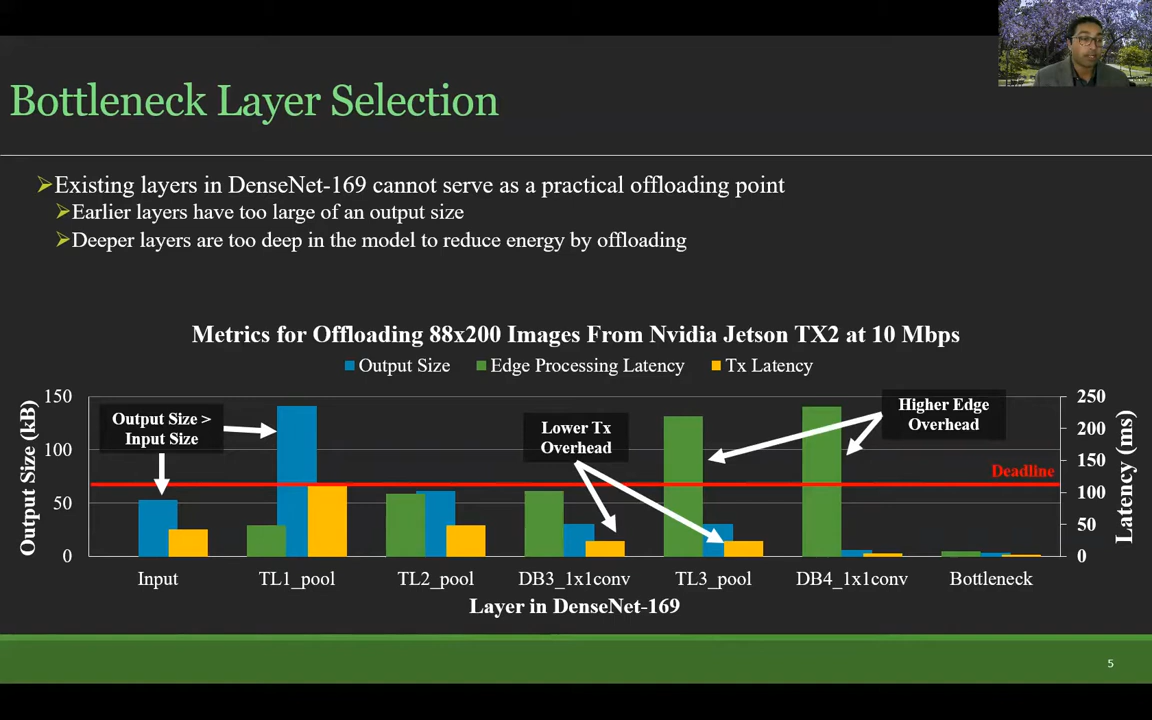 Bottleneck Layer Selection
Existing layers in DenseNet-169 cannot serve as a practical offloading point
Earlier layers have too large of an output size
Deeper layers are too deep in the model to reduce energy by offloading
Metrics for Offloading 88x200 Images From Nvidia Jetson TX2 at 10 Mbps
Output Size Edge Processing Latency Tx Latency
Output Size (kB)
150
100
50
0
Output Size >
Input Size
Lower Tx
Overhead
Higher Edge
Overhead
Deadline
250
200
150
100
50
0
Latency (ms)
Input TL1_pool TL2_pool DB3_1x1conv TL3_pool DB4_1x1conv Bottleneck
Layer in DenseNet-169
5